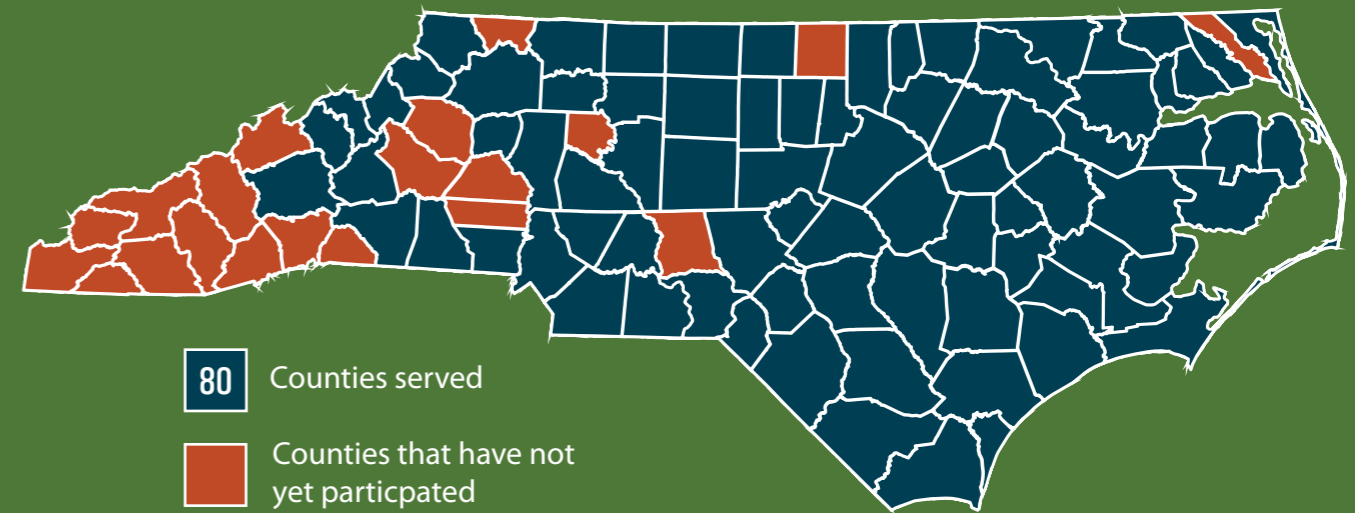 80 Counties served
Counties that have not
yet particpated